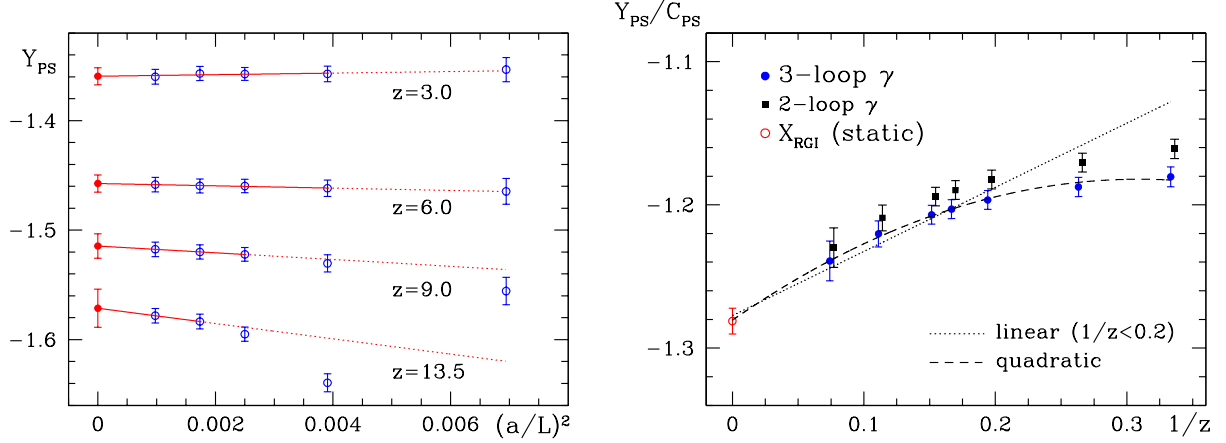 Y_PS
−1.4
−1.5
−1.6
z=3.0
z=6.0
z=9.0
z=13.5
0 0.002 0.004 0.006 (a/L)²
Y_PS/C_PS
−1.1
−1.2
−1.3
3−loop γ
2−loop γ
X_RGI (static)
linear (1/z<0.2)
quadratic
0 0.1 0.2 0.3 1/z